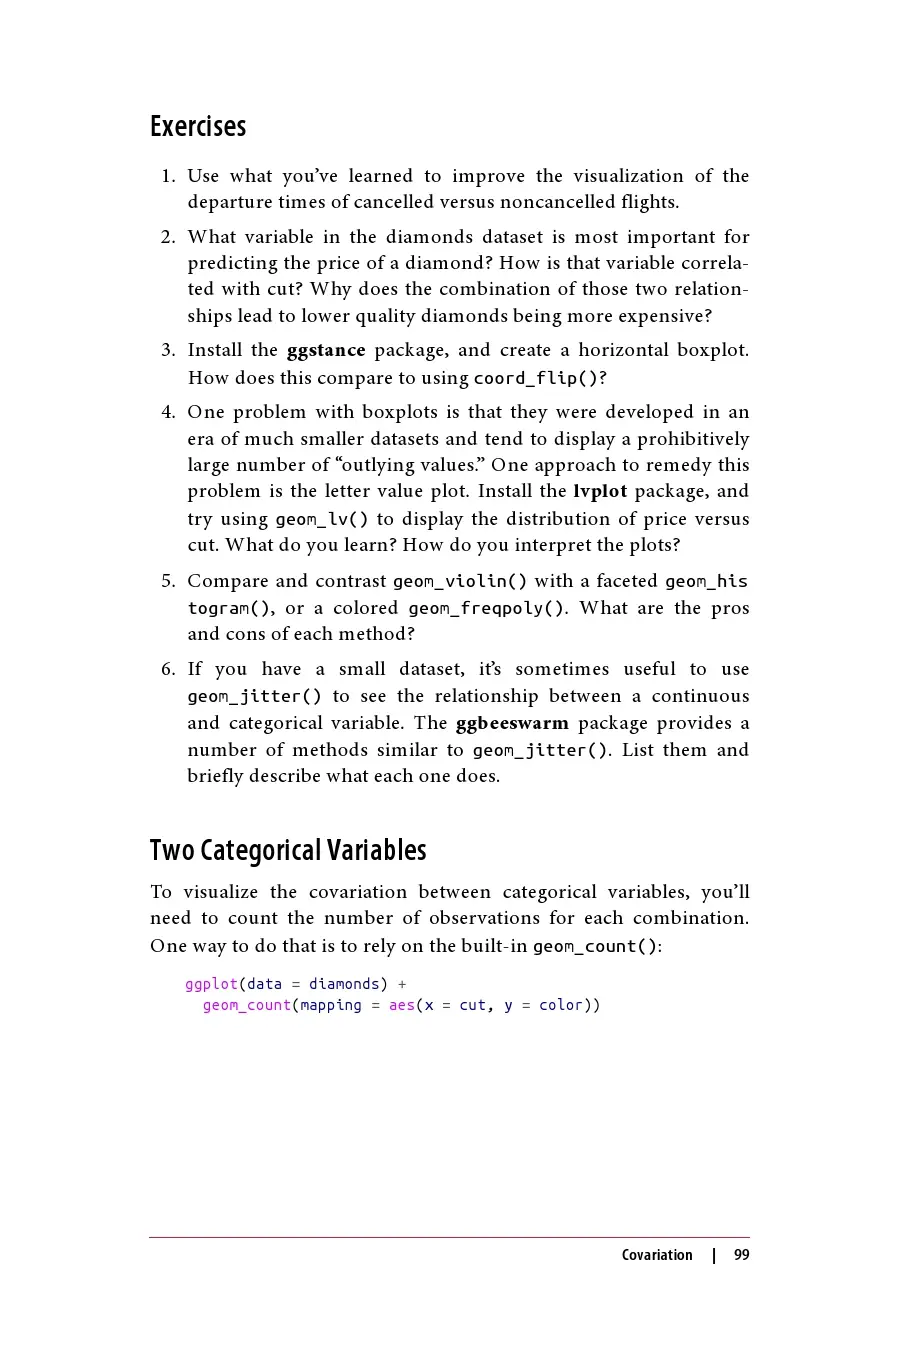 Exercises
1. Use what you’ve learned to improve the visualization of the
departure times of cancelled versus noncancelled flights.
2. What variable in the diamonds dataset is most important for
predicting the price of a diamond? How is that variable correla-
ted with cut? Why does the combination of those two relation-
ships lead to lower quality diamonds being more expensive?
3. Install the ggstance package, and create a horizontal boxplot.
How does this compare to using coord_flip()?
4. One problem with boxplots is that they were developed in an
era of much smaller datasets and tend to display a prohibitively
large number of “outlying values.” One approach to remedy this
problem is the letter value plot. Install the lvplot package, and
try using geom_lv() to display the distribution of price versus
cut. What do you learn? How do you interpret the plots?
5. Compare and contrast geom_violin() with a faceted geom_his
togram(), or a colored geom_freqpoly(). What are the pros
and cons of each method?
6. If you have a small dataset, it’s sometimes useful to use
geom_jitter() to see the relationship between a continuous
and categorical variable. The ggbeeswarm package provides a
number of methods similar to geom_jitter(). List them and
briefly describe what each one does.
Two Categorical Variables
To visualize the covariation between categorical variables, you’ll
need to count the number of observations for each combination.
One way to do that is to rely on the built-in geom_count():
ggplot(data = diamonds) +
geom_count(mapping = aes(x = cut, y = color))
Covariation | 99